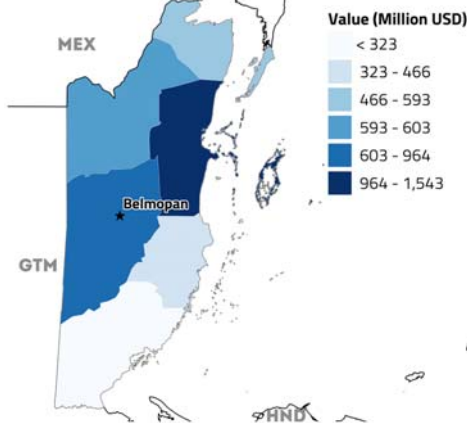 Value (Million USD)
< 323
323 - 466
466 - 593
593 - 603
603 - 964
964 - 1,543
MEX
Belmopan
GTM
HND